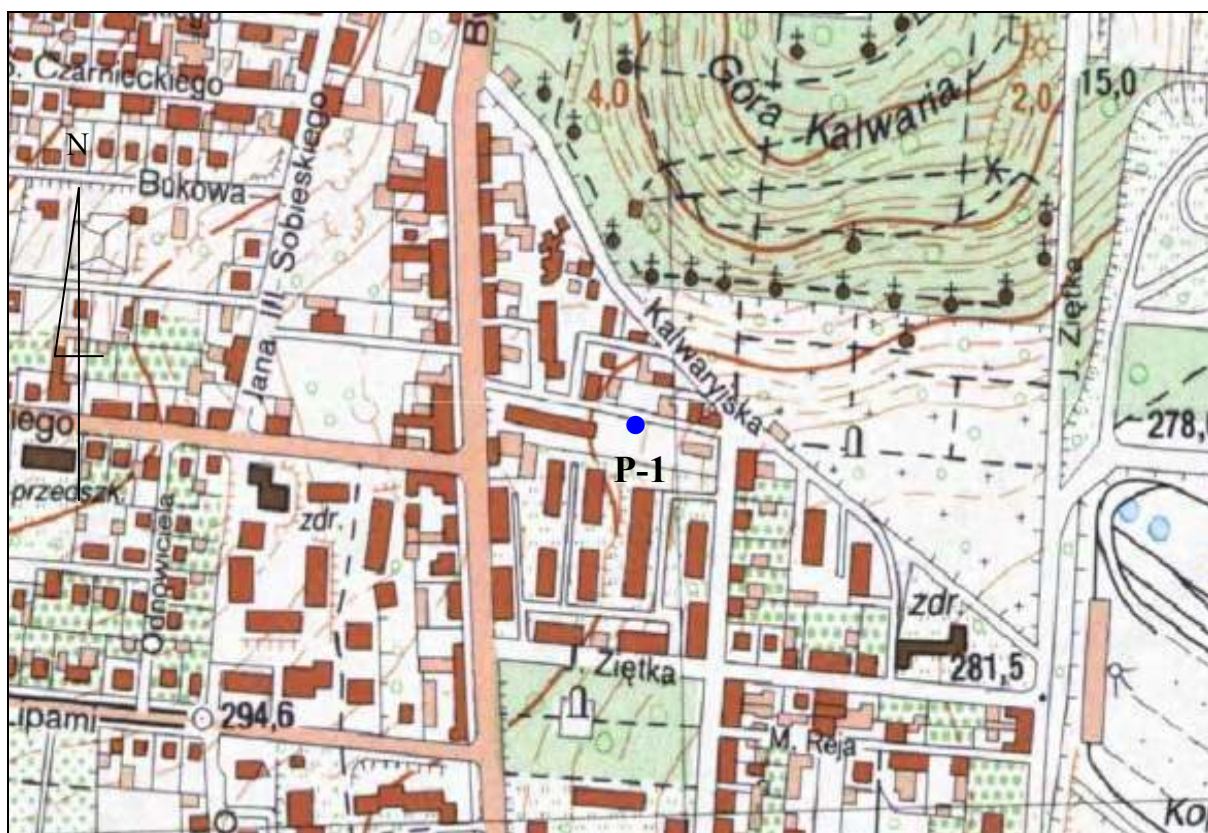 S. Czarnieckiego
N
Bukowa
Jana III Sobieskiego
4,0
Góra Kalwaria
2,0
15,0
K
Kalwaryjska
J. Ziętka
278,
iego
P-1
przedszk.
zdr.
Odnowiciela
zdr.
J. Ziętka
281,5
Lipami
294,6
M. Reja
Kop